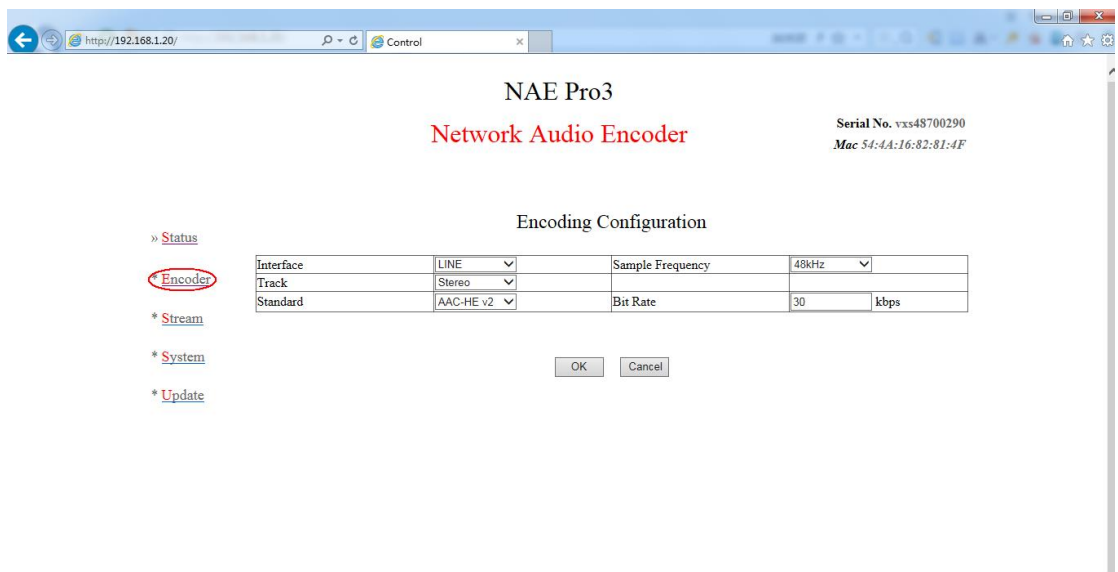 http://192.168.1.20/
Control
NAE Pro3
Network Audio Encoder
Serial No. vxs48700290
Mac 54:4A:16:82:81:4F
Encoding Configuration
» Status
* Encoder
* Stream
* System
* Update
Interface LINE Sample Frequency 48kHz
Track Stereo
Standard AAC-HE v2 Bit Rate 30 kbps
OK Cancel